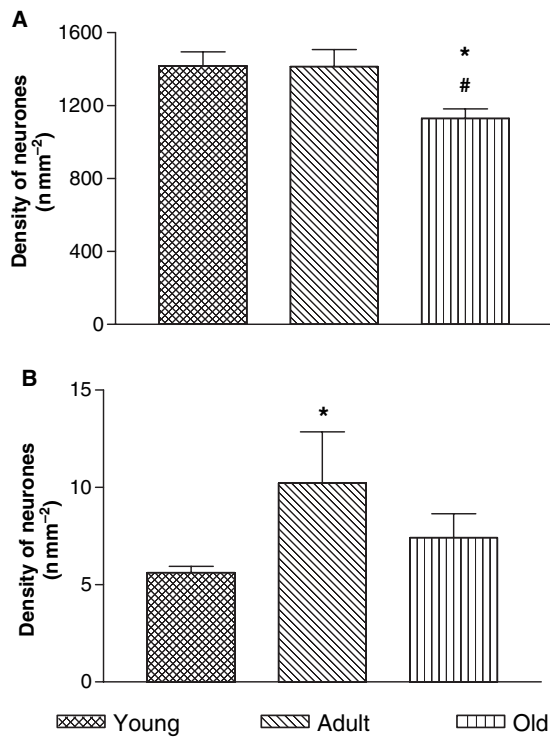 A
Density of neurones
(n mm⁻²)
1600
1200
800
400
0
*
#
B
Density of neurones
(n mm⁻²)
15
10
5
0
*
Young
Adult
Old